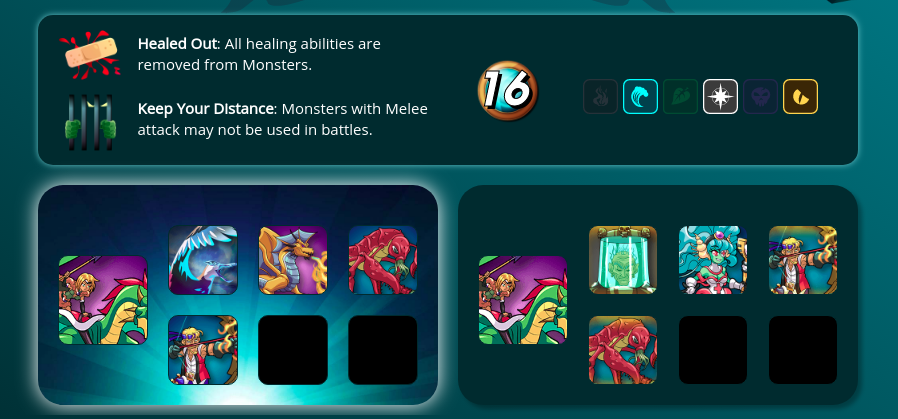 Healed Out: All healing abilities are
removed from Monsters.
Keep Your Distance: Monsters with Melee
attack may not be used in battles.
16